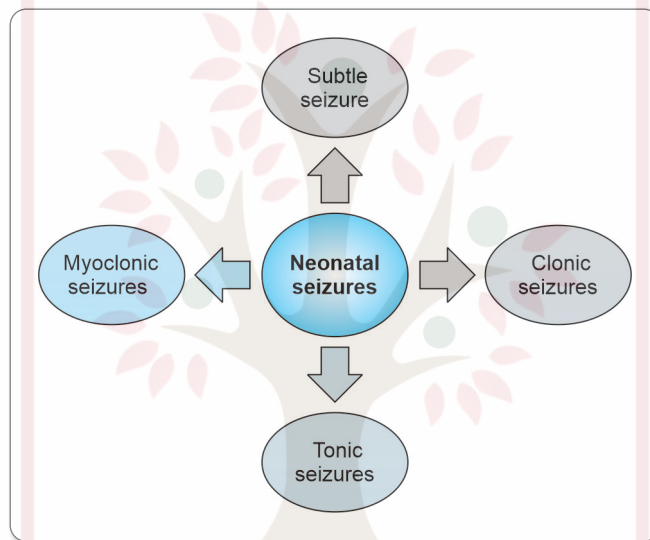 Subtle
seizure
Myoclonic
seizures
Neonatal
seizures
Clonic
seizures
Tonic
seizures